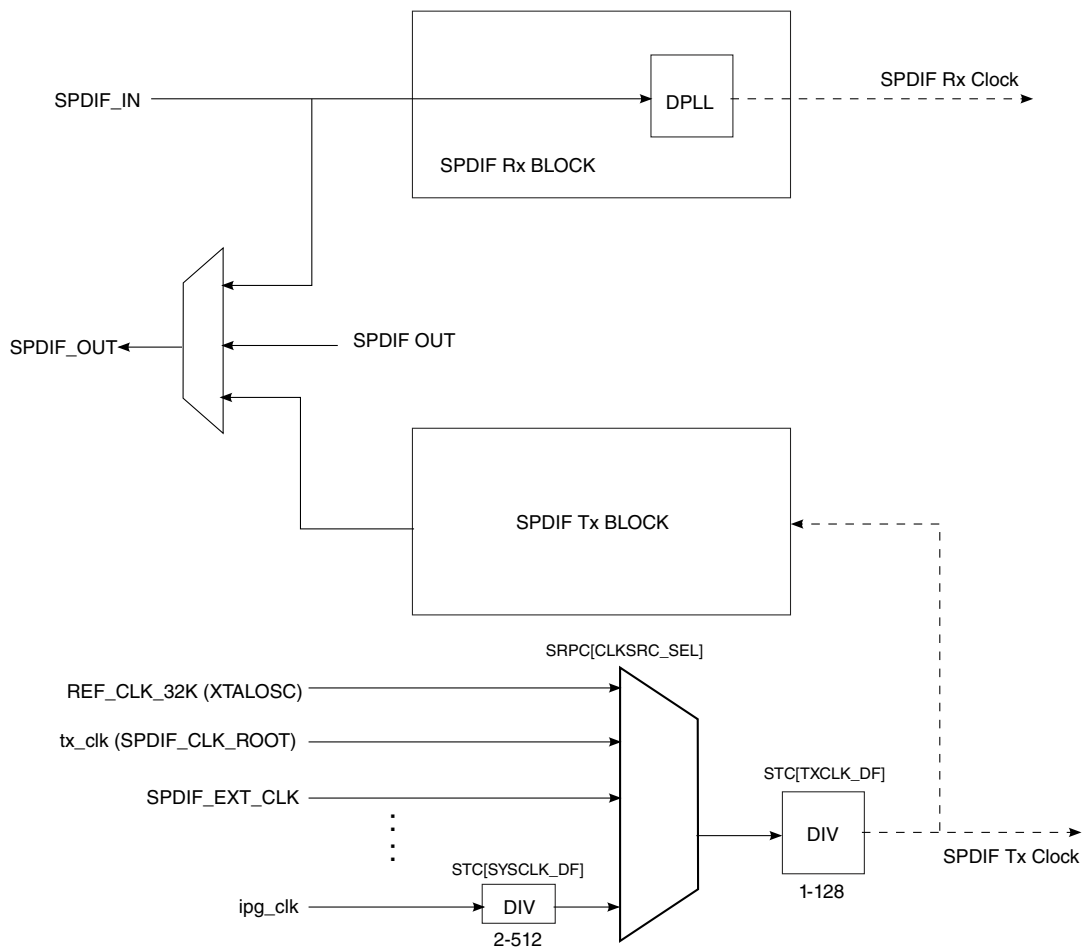 SPDIF_IN
DPLL
SPDIF Rx Clock
SPDIF Rx BLOCK
SPDIF_OUT
SPDIF OUT
SPDIF Tx BLOCK
SRPC[CLKSRC_SEL]
REF_CLK_32K (XTALOSC)
tx_clk (SPDIF_CLK_ROOT)
SPDIF_EXT_CLK
STC[TXCLK_DF]
DIV
1-128
SPDIF Tx Clock
STC[SYSCLK_DF]
ipg_clk
DIV
2-512